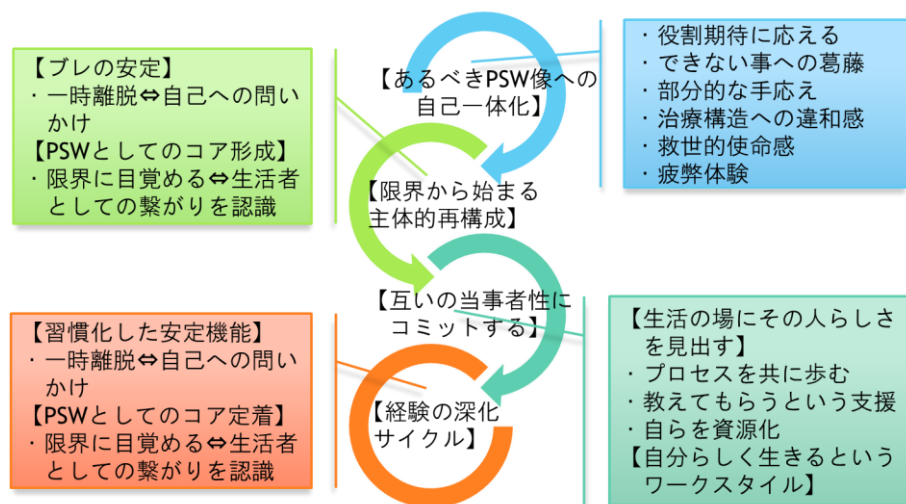 【あるべきPSW像への
自己一体化】
・役割期待に応える
・できない事への葛藤
・部分的な手応え
・治療構造への違和感
・救世的使命感
・疲弊体験
【限界から始まる
主体的再構成】
【ブレの安定】
・一時離脱⇔自己への問い
かけ
【PSWとしてのコア形成】
・限界に目覚める⇔生活者
としての繋がりを認識
【互いの当事者性に
コミットする】
【生活の場にその人らしさ
を見出す】
・プロセスを共に歩む
・教えてもらうという支援
・自らを資源化
【自分らしく生きるという
ワークスタイル】
【経験の深化
サイクル】
【習慣化した安定機能】
・一時離脱⇔自己への問い
かけ
【PSWとしてのコア定着】
・限界に目覚める⇔生活者
としての繋がりを認識